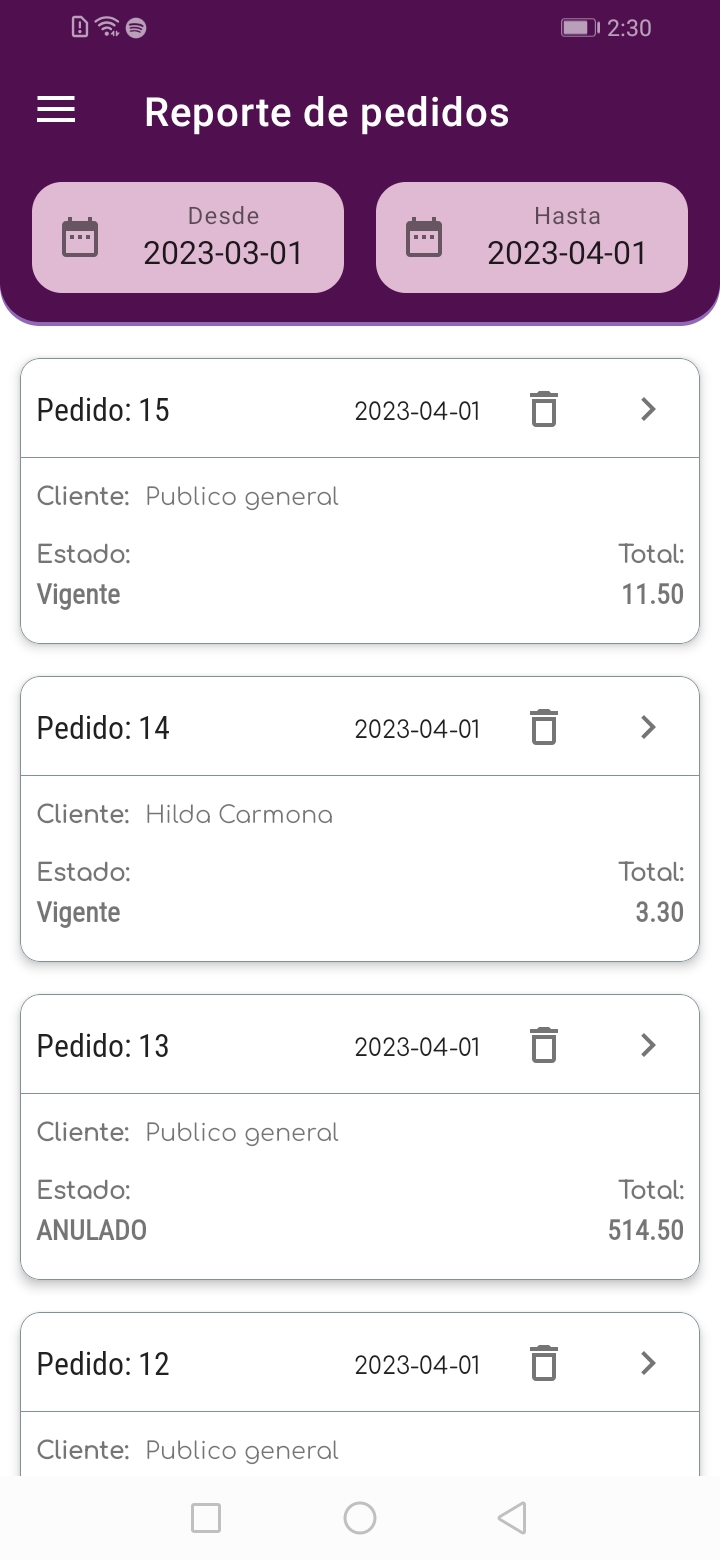 2:30
Reporte de pedidos
Desde
2023-03-01
Hasta
2023-04-01
Pedido: 15 2023-04-01
Cliente: Publico general
Estado: Total:
Vigente 11.50
Pedido: 14 2023-04-01
Cliente: Hilda Carmona
Estado: Total:
Vigente 3.30
Pedido: 13 2023-04-01
Cliente: Publico general
Estado: Total:
ANULADO 514.50
Pedido: 12 2023-04-01
Cliente: Publico general